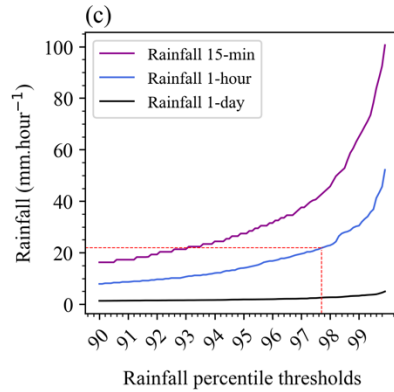 (c)
Rainfall 15-min
Rainfall 1-hour
Rainfall 1-day
Rainfall (mm.hour⁻¹)
100
80
60
40
20
0
90 91 92 93 94 95 96 97 98 99
Rainfall percentile thresholds